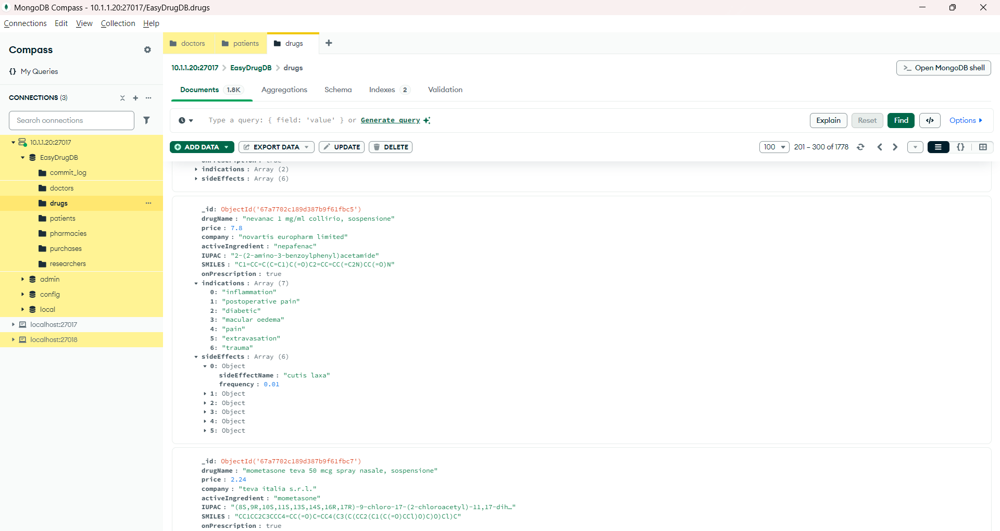 MongoDB Compass - 10.1.1.20:27017/EasyDrugDB.drugs
Connections Edit View Collection Help
Compass
{} My Queries
CONNECTIONS (3)
Search connections
10.1.1.20:27017
EasyDrugDB
commit_log
doctors
drugs
patients
pharmacies
purchases
researchers
admin
config
local
localhost:27017
localhost:27018
doctors patients drugs +
10.1.1.20:27017 > EasyDrugDB > drugs
>_ Open MongoDB shell
Documents 1.8K Aggregations Schema Indexes 2 Validation
Type a query: { field: 'value' } or Generate query
Explain Reset Find </> Options
ADD DATA EXPORT DATA UPDATE DELETE
100 201 – 300 of 1778 {}
onPrescription : true
indications : Array (2)
sideEffects : Array (6)
_id: ObjectId('67a7702c189d387b9f61fbc5')
drugName : "nevanac 1 mg/ml collirio, sospensione"
price : 7.8
company : "novartis europharm limited"
activeIngredient : "nepafenac"
IUPAC : "2-(2-amino-3-benzoylphenyl)acetamide"
SMILES : "C1=CC=C(C=C1)C(=O)C2=CC=CC(=C2N)CC(=O)N"
onPrescription : true
indications : Array (7)
0: "inflammation"
1: "postoperative pain"
2: "diabetic"
3: "macular oedema"
4: "pain"
5: "extravasation"
6: "trauma"
sideEffects : Array (6)
0: Object
sideEffectName : "cutis laxa"
frequency : 0.01
1: Object
2: Object
3: Object
4: Object
5: Object
_id: ObjectId('67a7702c189d387b9f61fbc7')
drugName : "mometasone teva 50 mcg spray nasale, sospensione"
price : 2.24
company : "teva italia s.r.l."
activeIngredient : "mometasone"
IUPAC : "(8S,9R,10S,11S,13S,14S,16R,17R)-9-chloro-17-(2-chloroacetyl)-11,17-dih…"
SMILES : "CC1CC2C3CCC4=CC(=O)C=CC4(C3(C(CC2(C1(C(=O)CCl)O)C)O)Cl)C"
onPrescription : true